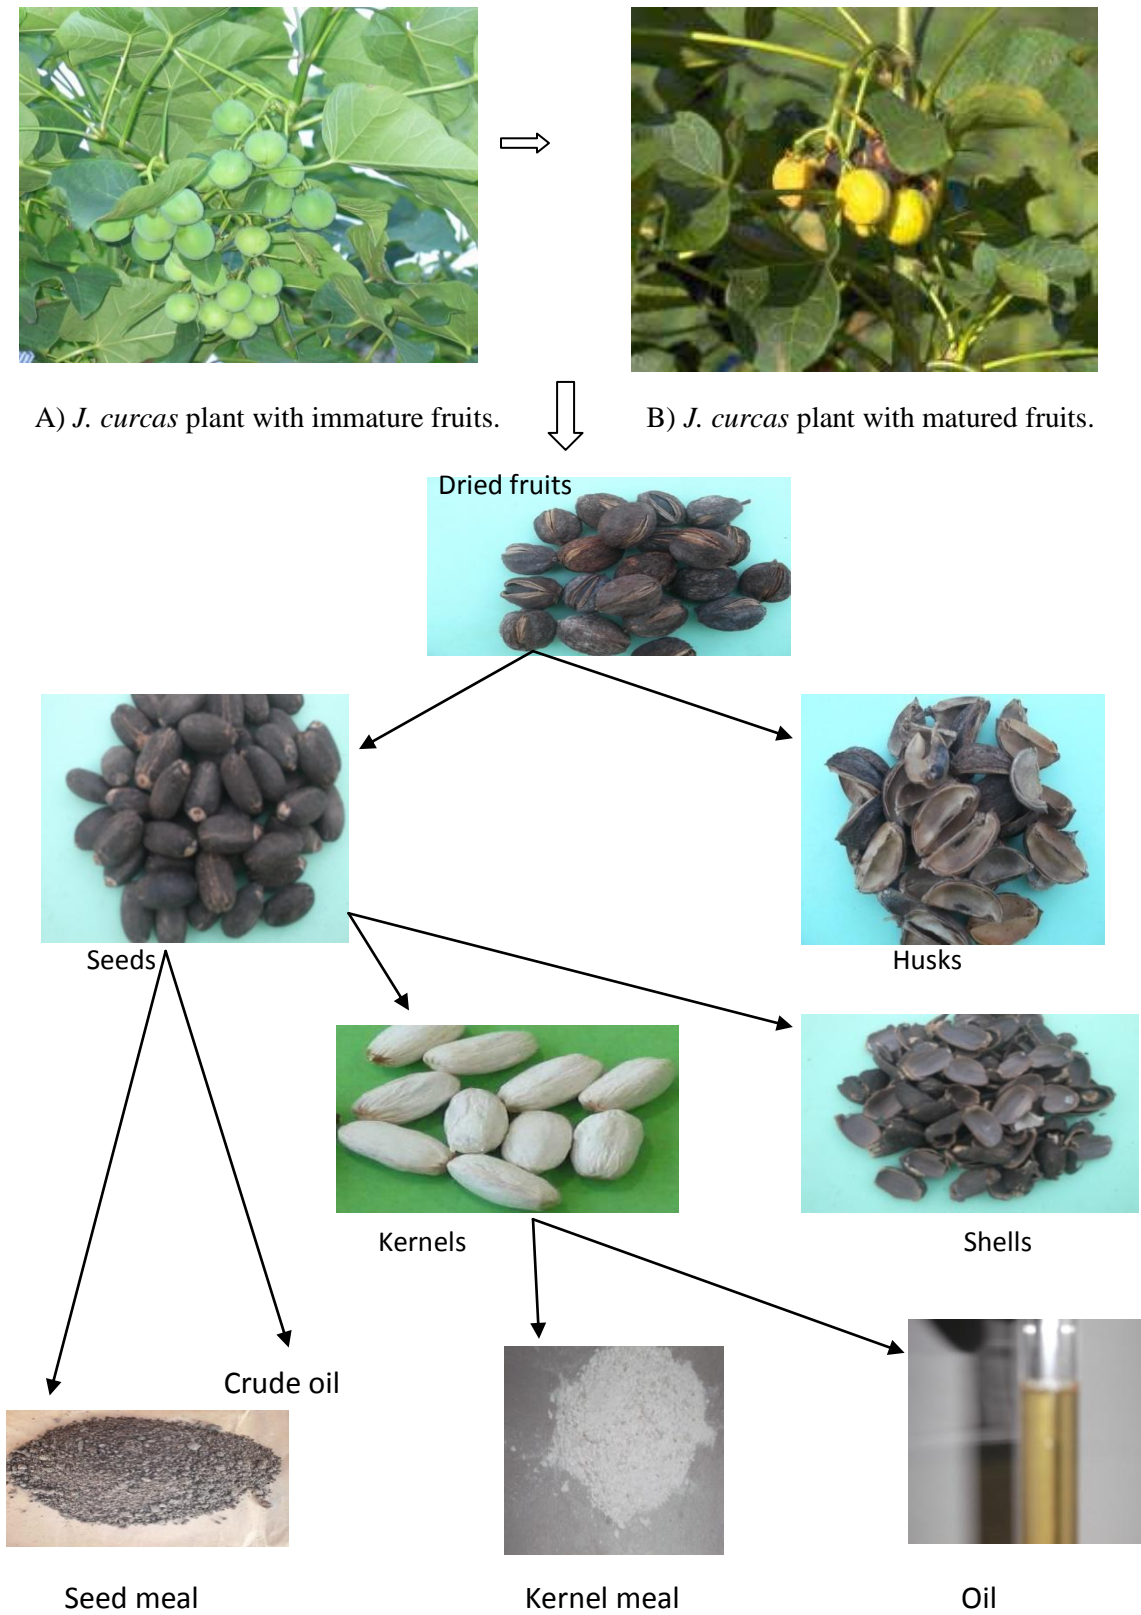 A) J. curcas plant with immature fruits.
B) J. curcas plant with matured fruits.
Dried fruits
Seeds
Husks
Kernels
Shells
Crude oil
Seed meal
Kernel meal
Oil